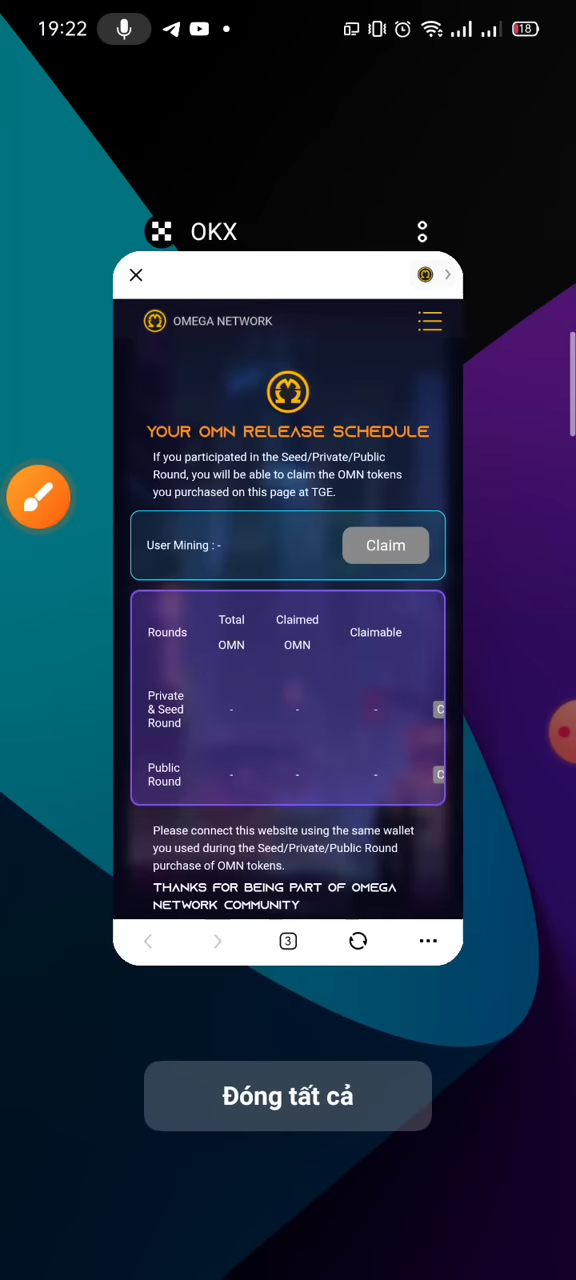 19:22
18
OKX
OMEGA NETWORK
YOUR OMN RELEASE SCHEDULE
If you participated in the Seed/Private/Public
Round, you will be able to claim the OMN tokens
you purchased on this page at TGE.
User Mining : -
Claim
Rounds
Total
OMN
Claimed
OMN
Claimable
Private
& Seed
Round
-
-
-
C
Public
Round
-
-
-
C
Please connect this website using the same wallet
you used during the Seed/Private/Public Round
purchase of OMN tokens.
THANKS FOR BEING PART OF OMEGA
NETWORK COMMUNITY
3
Đóng tất cả